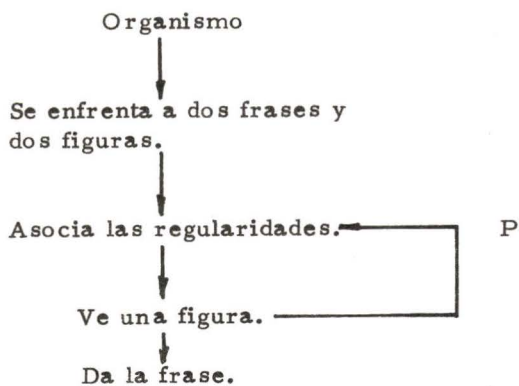 Organismo
Se enfrenta a dos frases y
dos figuras.
Asocia las regularidades.
P
Ve una figura.
Da la frase.